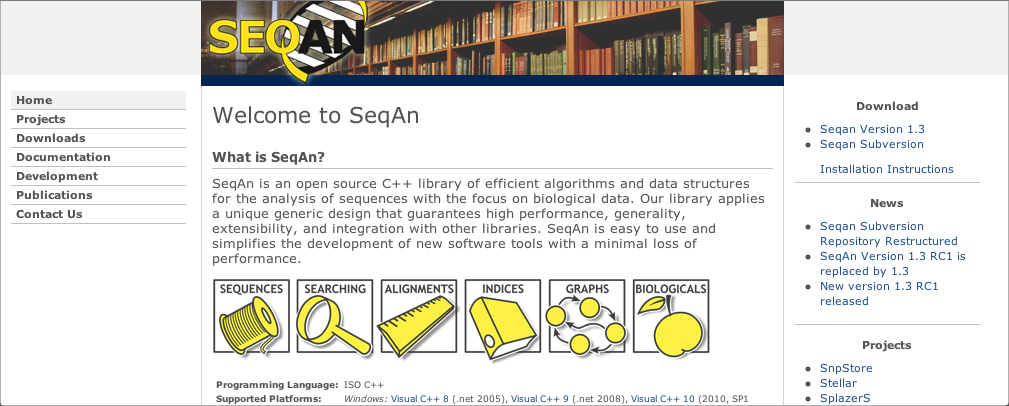 SEQAN
Home
Projects
Downloads
Documentation
Development
Publications
Contact Us
Welcome to SeqAn
What is SeqAn?
SeqAn is an open source C++ library of efficient algorithms and data structures
for the analysis of sequences with the focus on biological data. Our library applies
a unique generic design that guarantees high performance, generality,
extensibility, and integration with other libraries. SeqAn is easy to use and
simplifies the development of new software tools with a minimal loss of
performance.
SEQUENCES SEARCHING ALIGNMENTS INDICES GRAPHS BIOLOGICALS
Programming Language: ISO C++
Supported Platforms: Windows: Visual C++ 8 (.net 2005), Visual C++ 9 (.net 2008), Visual C++ 10 (2010, SP1
Download
Seqan Version 1.3
Seqan Subversion
Installation Instructions
News
Seqan Subversion
Repository Restructured
SeqAn Version 1.3 RC1 is
replaced by 1.3
New version 1.3 RC1
released
Projects
SnpStore
Stellar
SplazerS